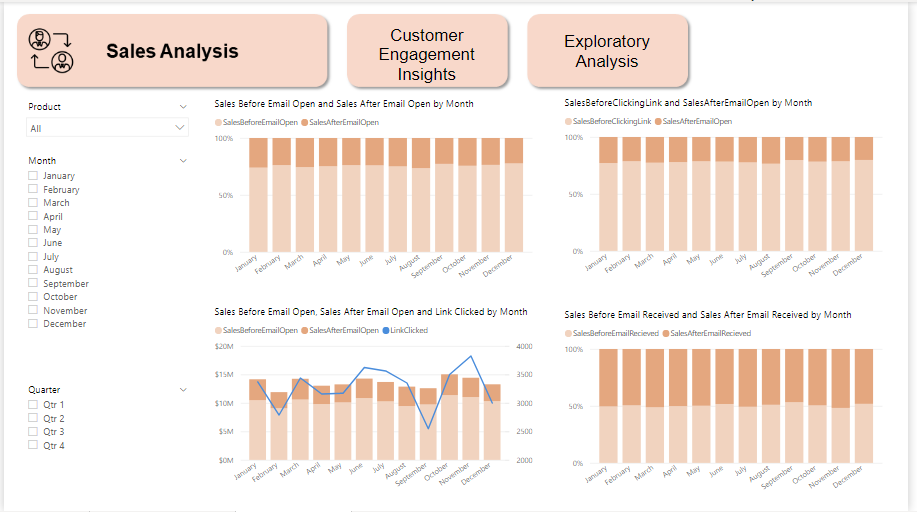 Sales Analysis
Customer
Engagement
Insights
Exploratory
Analysis
Product
All
Month
January
February
March
April
May
June
July
August
September
October
November
December
Quarter
Qtr 1
Qtr 2
Qtr 3
Qtr 4
Sales Before Email Open and Sales After Email Open by Month
SalesBeforeEmailOpen SalesAfterEmailOpen
100%
50%
0%
January February March April May June July August September October November December
SalesBeforeClickingLink and SalesAfterEmailOpen by Month
SalesBeforeClickingLink SalesAfterEmailOpen
100%
50%
0%
January February March April May June July August September October November December
Sales Before Email Open, Sales After Email Open and Link Clicked by Month
SalesBeforeEmailOpen SalesAfterEmailOpen LinkClicked
$20M 4000
$15M 3500
$10M 3000
$5M 2500
$0M 2000
January February March April May June July August September October November December
Sales Before Email Received and Sales After Email Received by Month
SalesBeforeEmailRecieved SalesAfterEmailRecieved
100%
50%
0%
January February March April May June July August September October November December